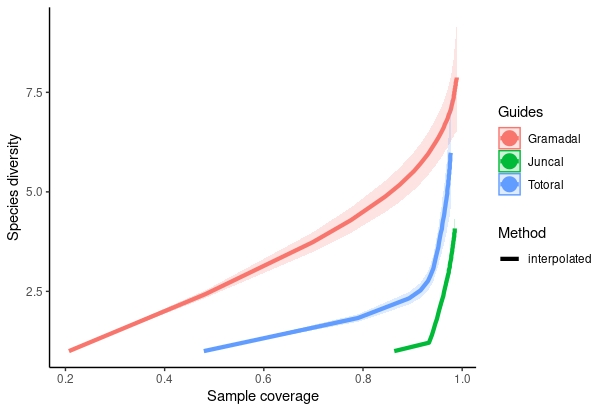 Species diversity
7.5
5.0
2.5
0.2
0.4
0.6
0.8
1.0
Sample coverage
Guides
Gramadal
Juncal
Totoral
Method
interpolated